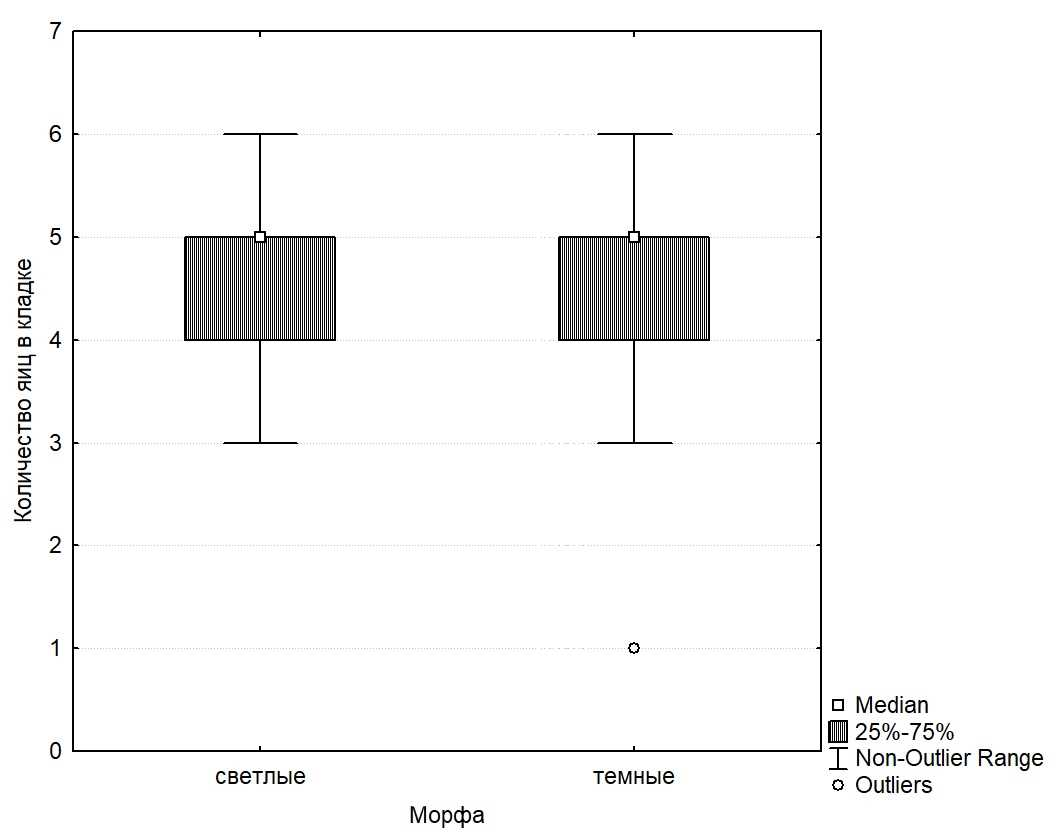 7
6
5
4
3
2
1
0
Количество яиц в кладке
светлые темные
Морфа
Median
25%-75%
Non-Outlier Range
Outliers